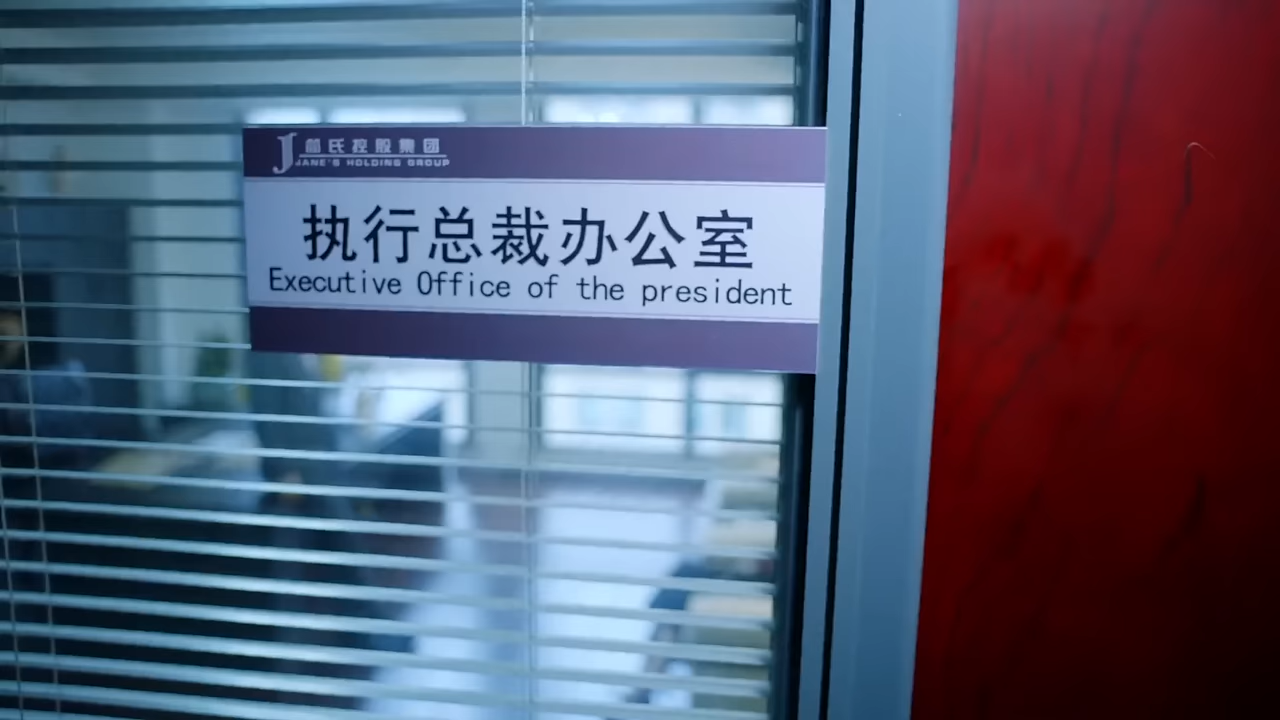 J
氏控股集团
JANE'S HOLDING GROUP
执行总裁办公室
Executive Office of the president